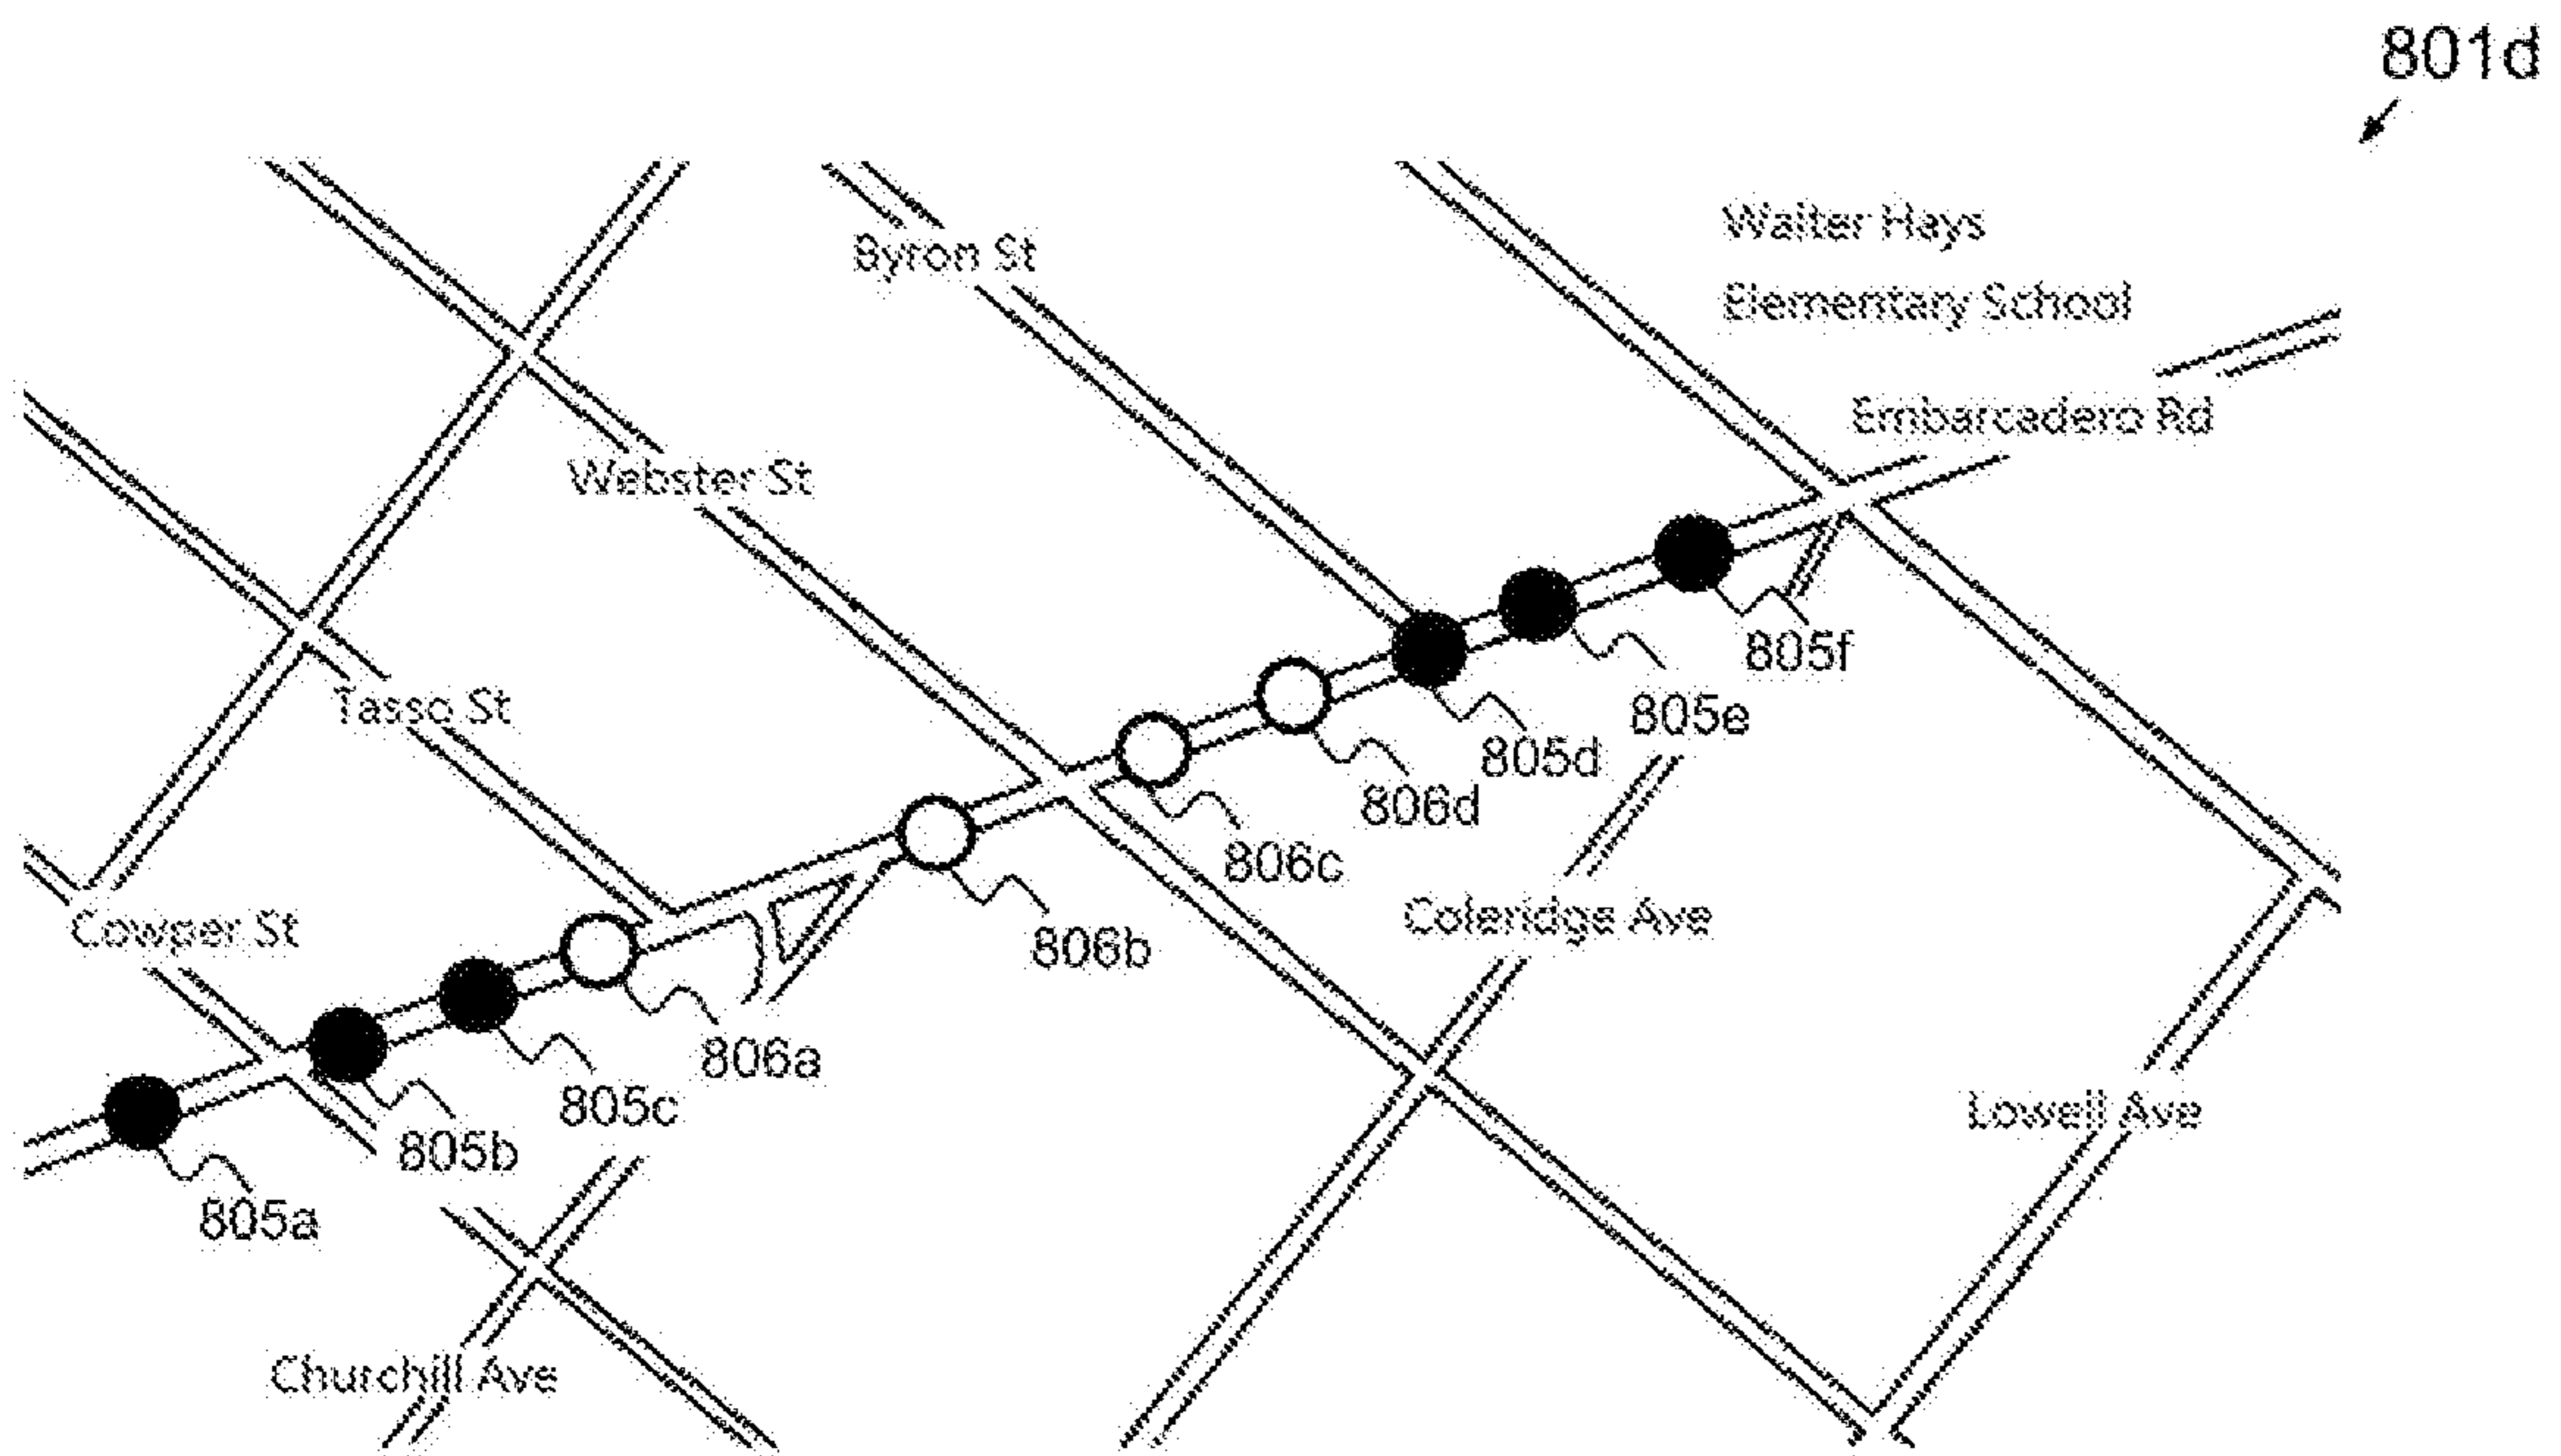 801d
Walter Hays
Elementary School
Byron St
Embarcadero Rd
Webster St
805f
Tasso St
805e
805d
806d
806c
Coleridge Ave
Cowper St
806b
806a
805c
Lowell Ave
805b
805a
Churchill Ave